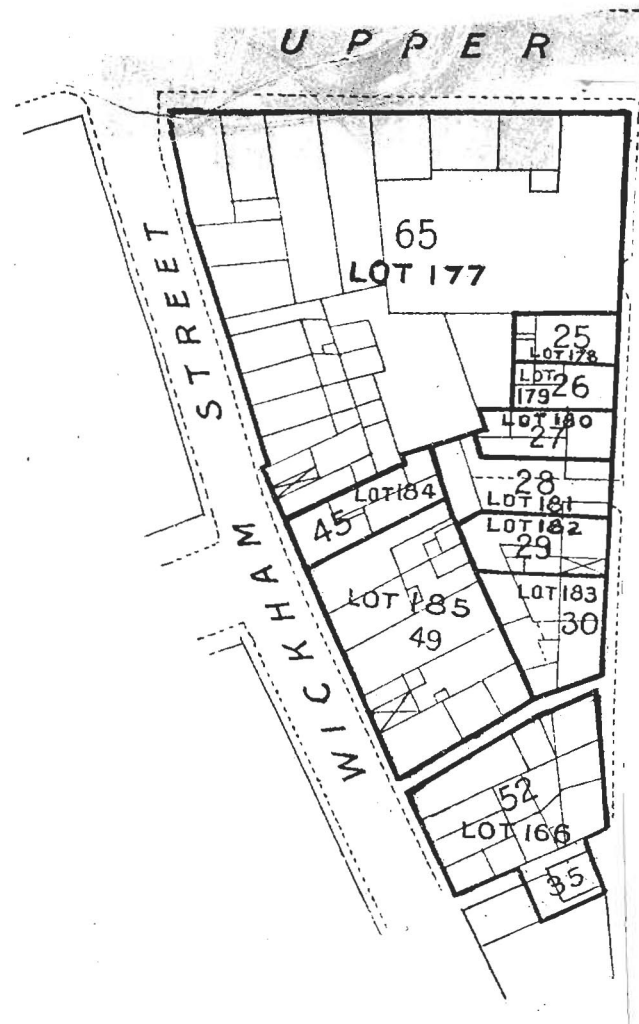 UPPER
WICKHAM STREET
65
LOT 177
25
LOT 178
LOT 26
179
LOT 180
27
28
LOT 181
LOT 182
29
LOT 183
30
LOT 184
45
LOT 185
49
52
LOT 166
35